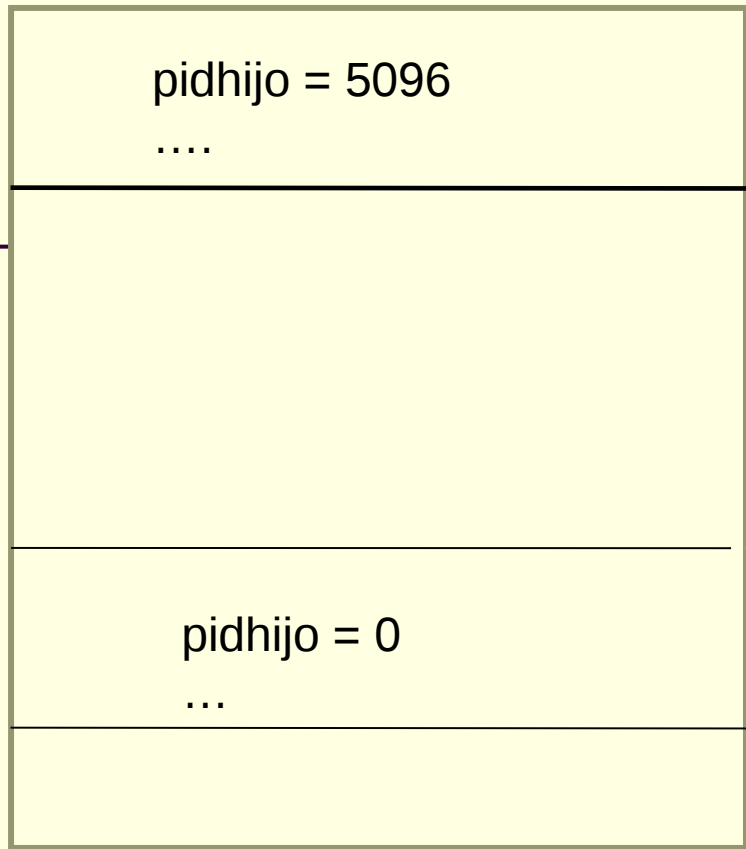 pidhijo = 5096
….
pidhijo = 0
…